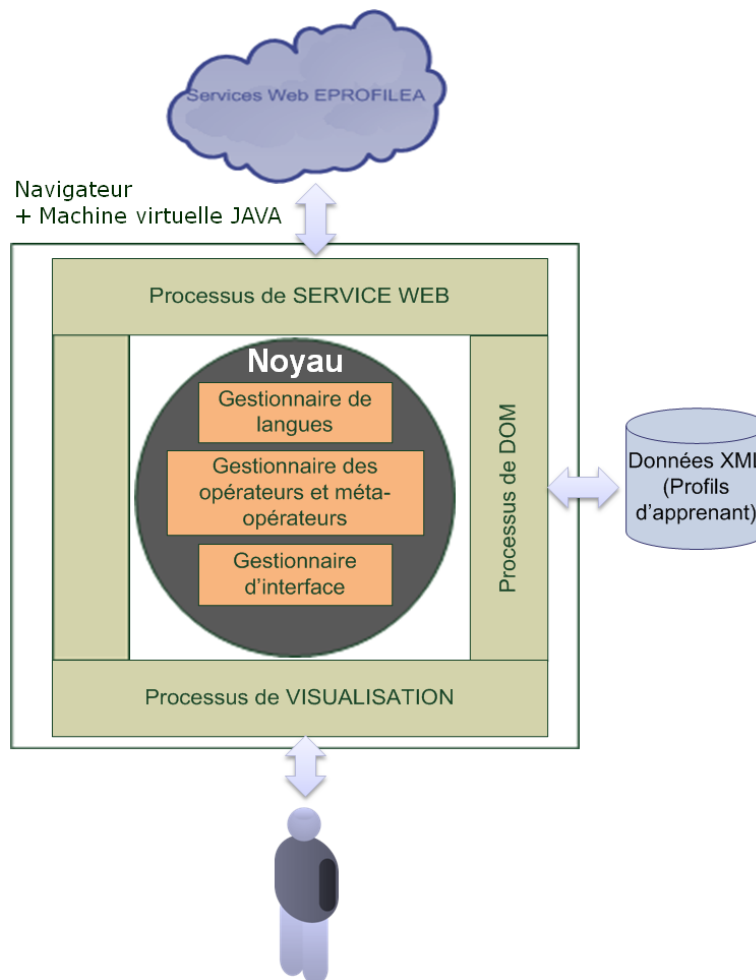 Services Web EPROFILEA
Navigateur
+ Machine virtuelle JAVA
Processus de SERVICE WEB
Noyau
Gestionnaire de
langues
Gestionnaire des
opérateurs et méta-
opérateurs
Gestionnaire
d'interface
Processus de DOM
Données XML
(Profils
d'apprenant)
Processus de VISUALISATION